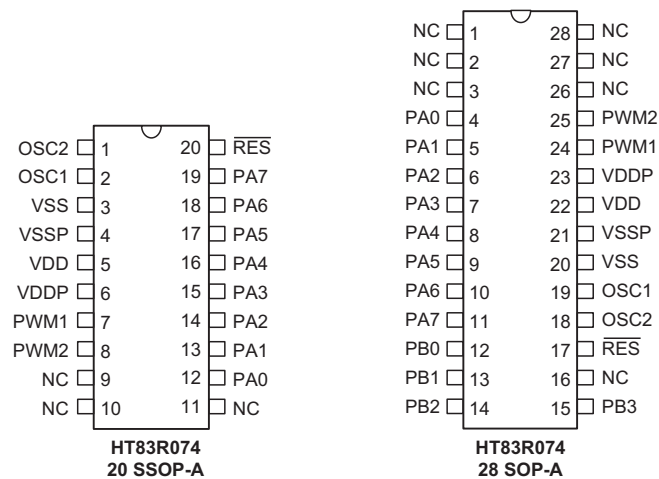 OSC2 1 20 RES
OSC1 2 19 PA7
VSS 3 18 PA6
VSSP 4 17 PA5
VDD 5 16 PA4
VDDP 6 15 PA3
PWM1 7 14 PA2
PWM2 8 13 PA1
NC 9 12 PA0
NC 10 11 NC
HT83R074
20 SSOP-A
NC 1 28 NC
NC 2 27 NC
NC 3 26 NC
PA0 4 25 PWM2
PA1 5 24 PWM1
PA2 6 23 VDDP
PA3 7 22 VDD
PA4 8 21 VSSP
PA5 9 20 VSS
PA6 10 19 OSC1
PA7 11 18 OSC2
PB0 12 17 RES
PB1 13 16 NC
PB2 14 15 PB3
HT83R074
28 SOP-A